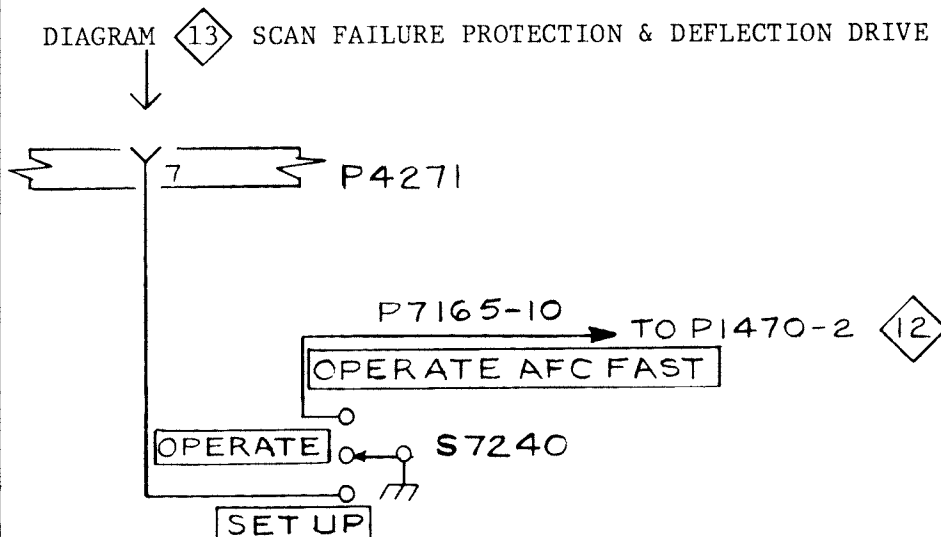 DIAGRAM 13 SCAN FAILURE PROTECTION & DEFLECTION DRIVE
7
P4271
P7165-10
TO P1470-2 12
OPERATE AFC FAST
OPERATE
S7240
SET UP